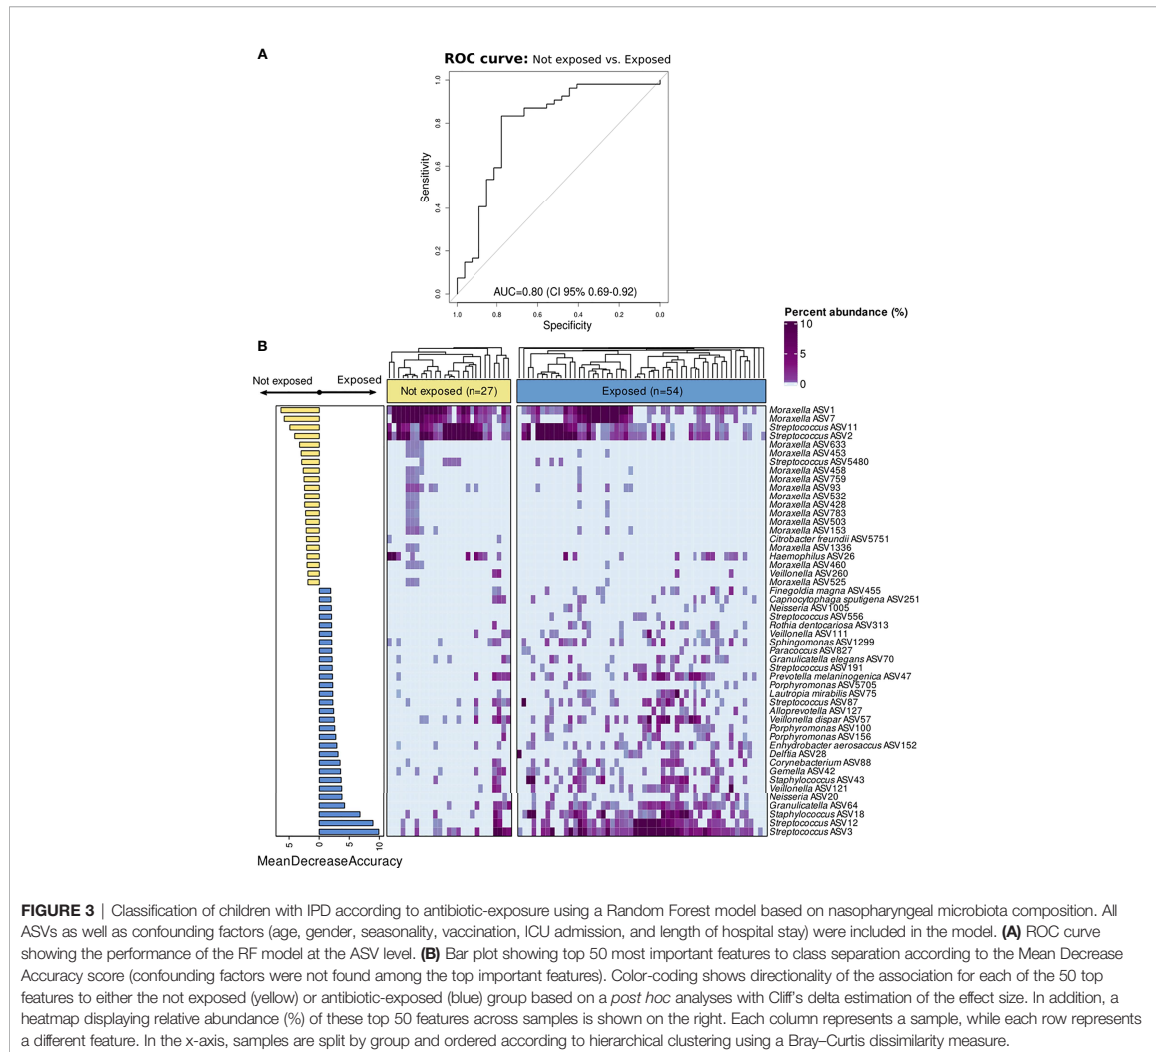 A
ROC curve: Not exposed vs. Exposed
1.0
0.8
0.6
0.4
0.2
0.0
Sensitivity
AUC=0.80 (CI 95% 0.69-0.92)
1.0 0.8 0.6 0.4 0.2 0.0
Specificity
Percent abundance (%)
10
5
0
B
Not exposed Exposed
Not exposed (n=27) Exposed (n=54)
Moraxella ASV1
Moraxella ASV7
Streptococcus ASV11
Streptococcus ASV2
Moraxella ASV633
Moraxella ASV453
Streptococcus ASV5480
Moraxella ASV458
Moraxella ASV759
Moraxella ASV93
Moraxella ASV532
Moraxella ASV428
Moraxella ASV783
Moraxella ASV503
Moraxella ASV153
Citrobacter freundii ASV5751
Moraxella ASV1336
Haemophilus ASV26
Moraxella ASV460
Veillonella ASV260
Moraxella ASV525
Finegoldia magna ASV455
Capnocytophaga sputigena ASV251
Neisseria ASV1005
Streptococcus ASV556
Rothia dentocariosa ASV313
Veillonella ASV111
Sphingomonas ASV1299
Paracoccus ASV827
Granulicatella elegans ASV70
Streptococcus ASV191
Prevotella melaninogenica ASV47
Porphyromonas ASV5705
Lautropia mirabilis ASV75
Streptococcus ASV87
Alloprevotella ASV127
Veillonella dispar ASV57
Porphyromonas ASV100
Porphyromonas ASV156
Enhydrobacter aerosaccus ASV152
Delftia ASV28
Corynebacterium ASV88
Gemella ASV42
Staphylococcus ASV43
Veillonella ASV121
Neisseria ASV20
Granulicatella ASV64
Staphylococcus ASV18
Streptococcus ASV12
Streptococcus ASV3
5 0 5 10
MeanDecreaseAccuracy
FIGURE 3 | Classification of children with IPD according to antibiotic-exposure using a Random Forest model based on nasopharyngeal microbiota composition. All
ASVs as well as confounding factors (age, gender, seasonality, vaccination, ICU admission, and length of hospital stay) were included in the model. (A) ROC curve
showing the performance of the RF model at the ASV level. (B) Bar plot showing top 50 most important features to class separation according to the Mean Decrease
Accuracy score (confounding factors were not found among the top important features). Color-coding shows directionality of the association for each of the 50 top
features to either the not exposed (yellow) or antibiotic-exposed (blue) group based on a post hoc analyses with Cliff's delta estimation of the effect size. In addition, a
heatmap displaying relative abundance (%) of these top 50 features across samples is shown on the right. Each column represents a sample, while each row represents
a different feature. In the x-axis, samples are split by group and ordered according to hierarchical clustering using a Bray–Curtis dissimilarity measure.